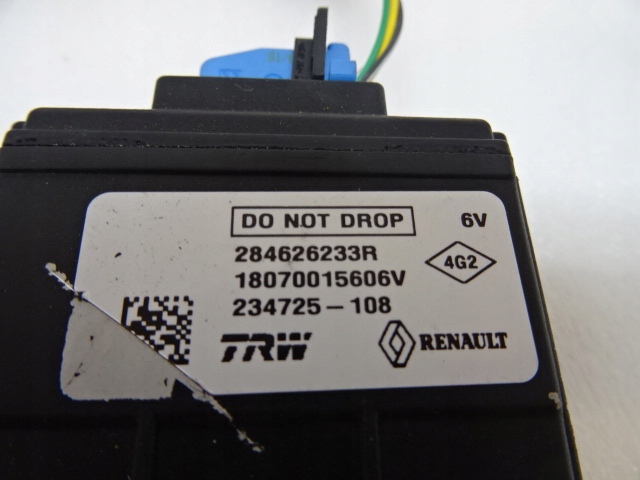 DO NOT DROP 6V
284626233R
4G2
18070015606V
234725-108
TRW RENAULT